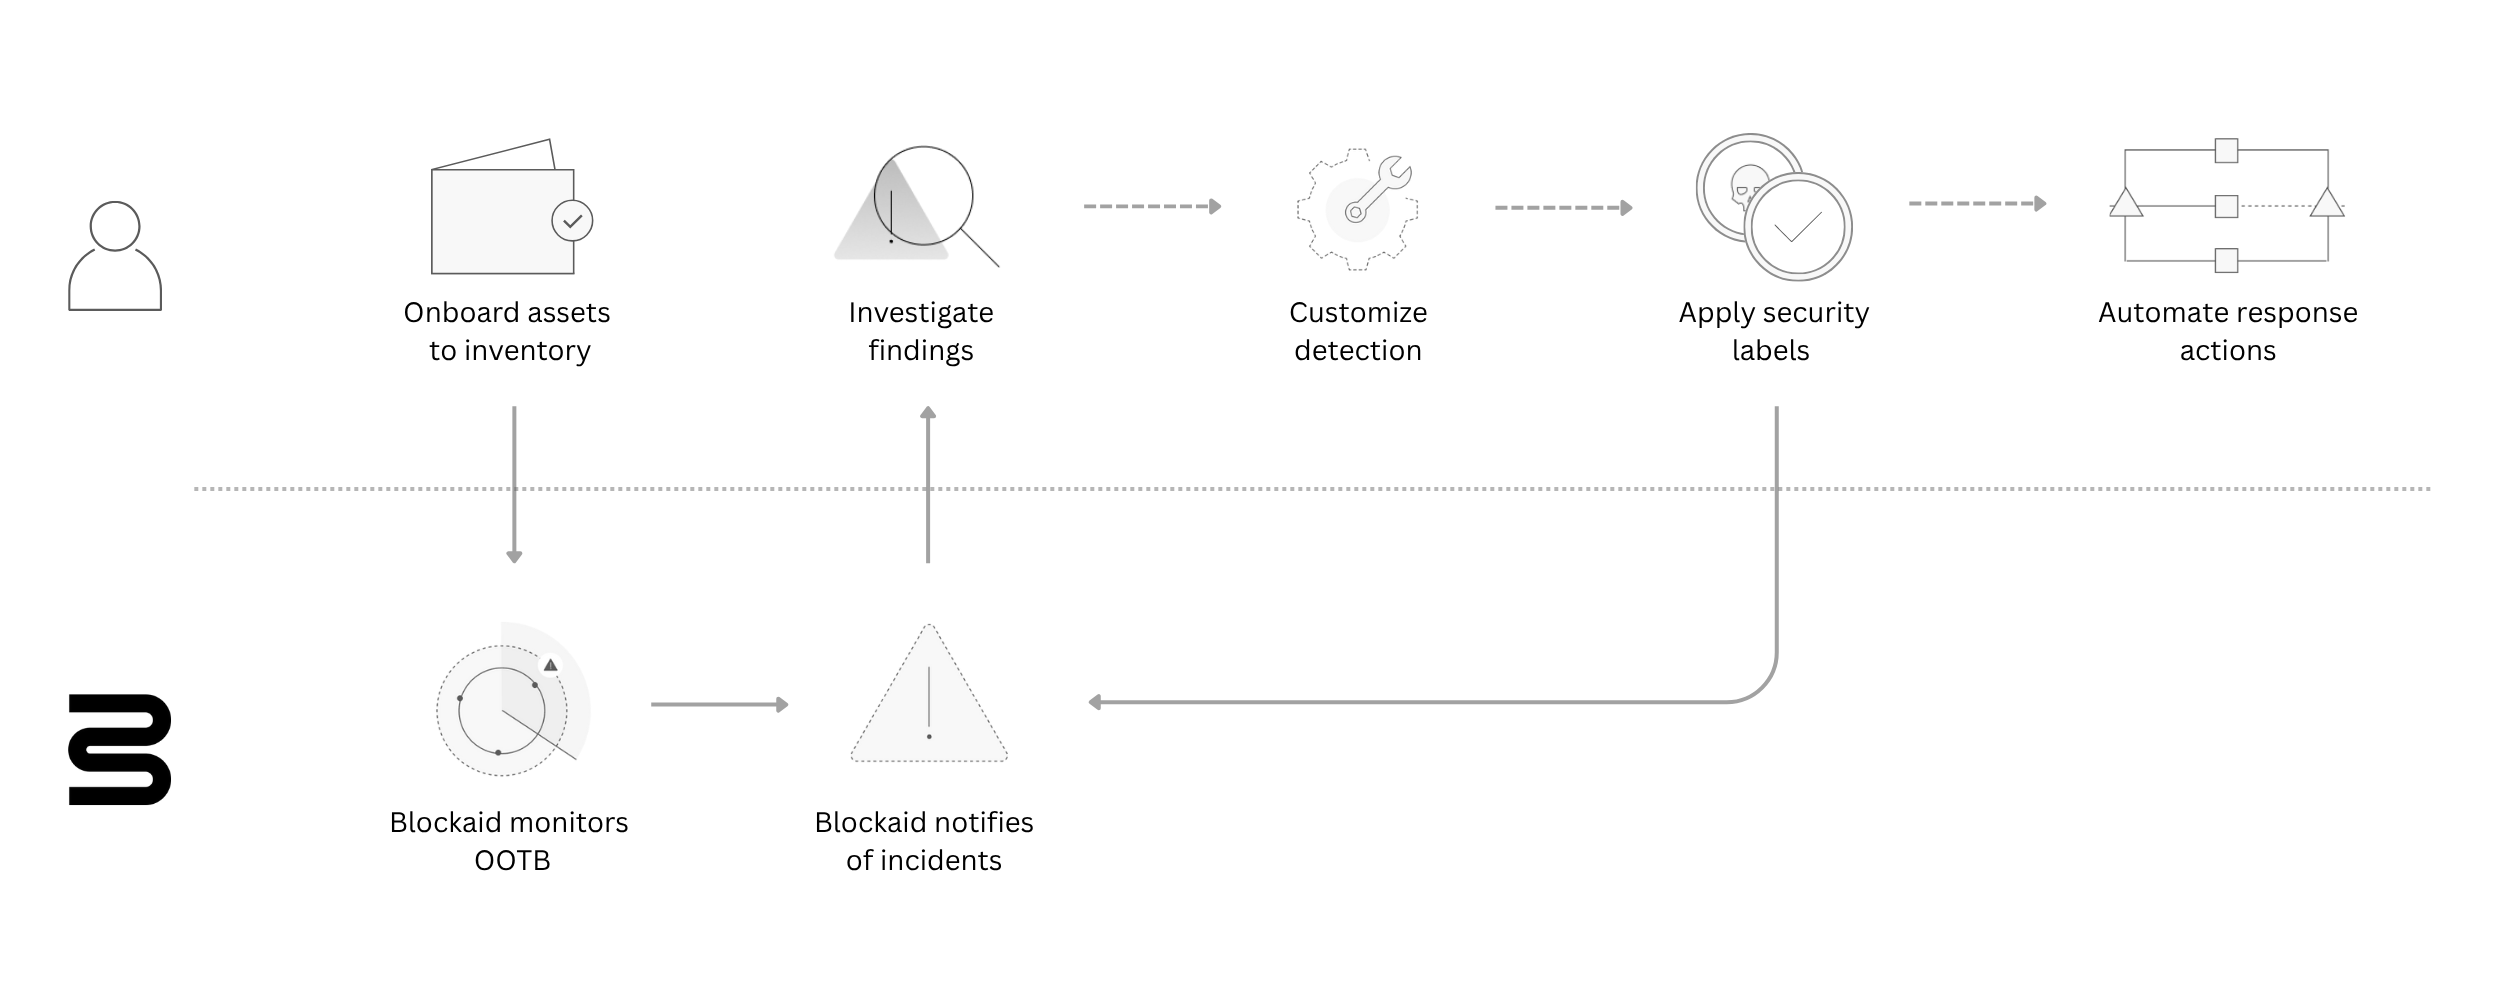 Onboard assets
to inventory
Investigate
findings
Customize
detection
Apply security
labels
Automate response
actions
Blockaid monitors
OOTB
Blockaid notifies
of incidents